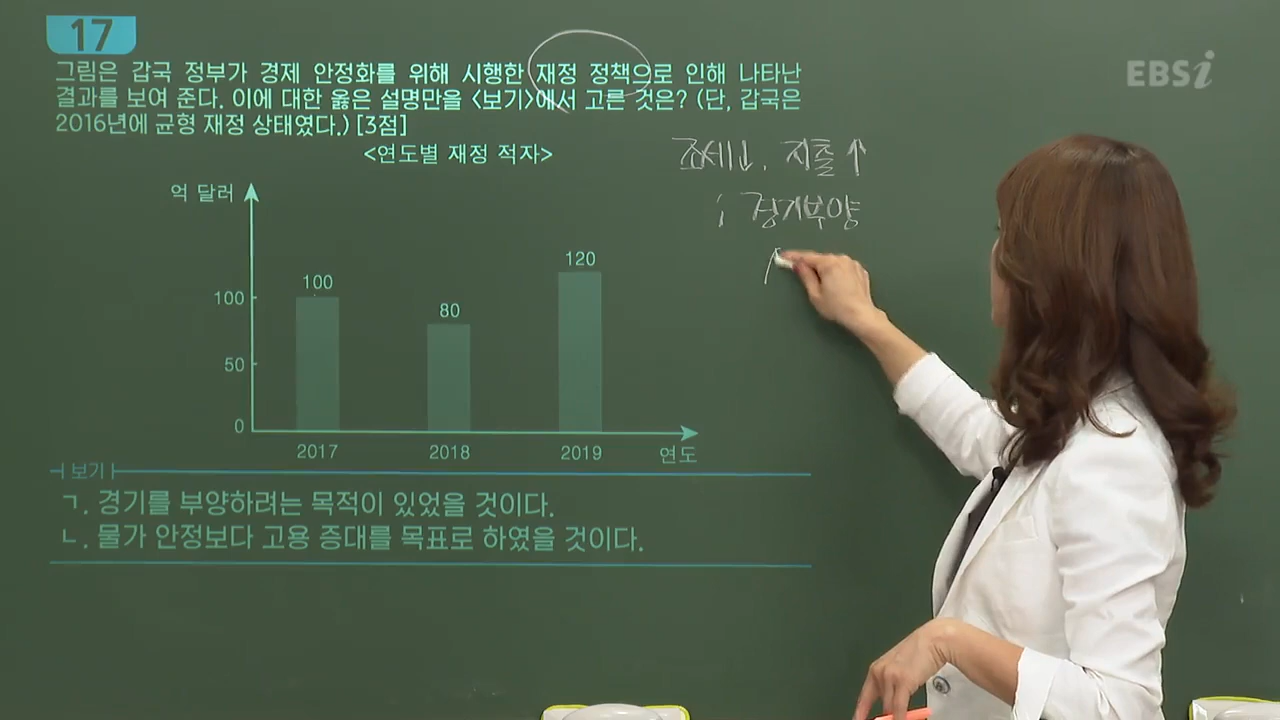 17
EBSi
그림은 갑국 정부가 경제 안정화를 위해 시행한 재정 정책으로 인해 나타난
결과를 보여 준다. 이에 대한 옳은 설명만을 <보기>에서 고른 것은? (단, 갑국은
2016년에 균형 재정 상태였다.) [3점]
<연도별 재정 적자>
억 달러
120
100
80
100
50
0
2017 2018 2019 연도
조세↓. 지출↑
; 경기부양
보기
ㄱ. 경기를 부양하려는 목적이 있었을 것이다.
ㄴ. 물가 안정보다 고용 증대를 목표로 하였을 것이다.